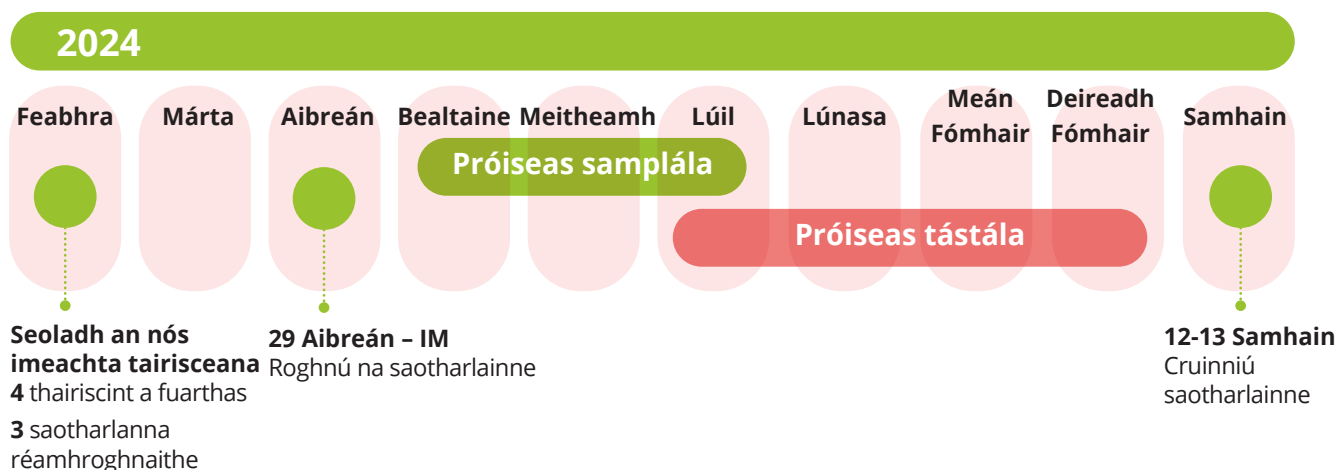 2024
Feabhra
Márta
Aibreán
Bealtaine
Meitheamh
Lúil
Lúnasa
Meán
Fómhair
Deireadh
Fómhair
Samhain
Próiseas samplála
Próiseas tástála
Seoladh an nós
imeachta tairisceana
4 thairiscint a fuarthas
3 saotharlanna
réamhroghnaithe
29 Aibreán – IM
Roghnú na saotharlainne
12-13 Samhain
Cruinniú
saotharlainne